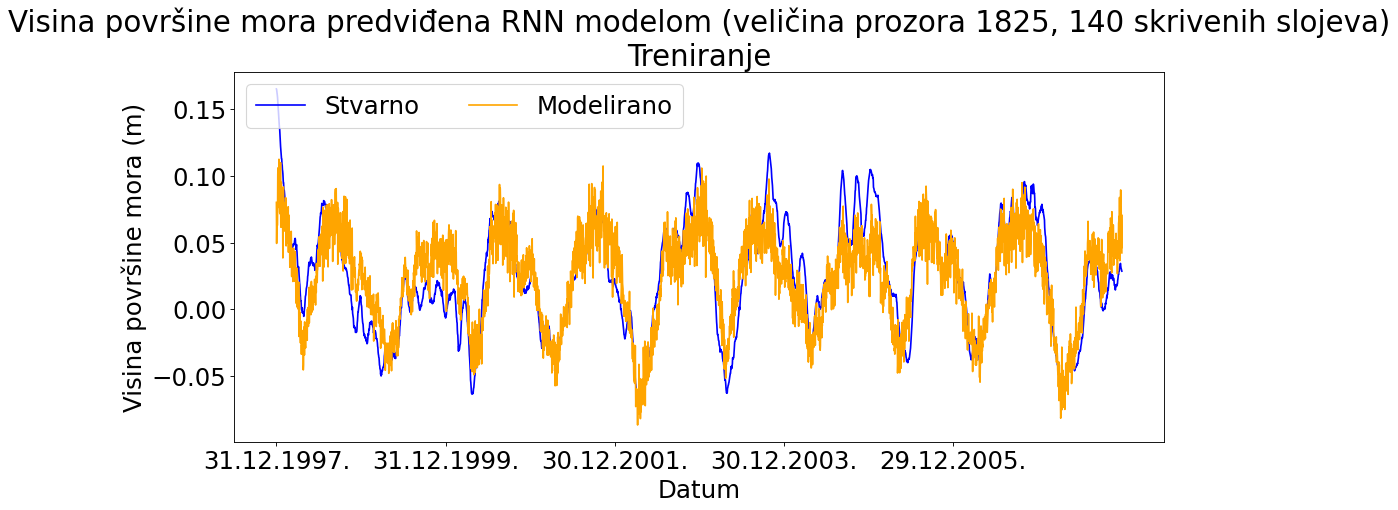 Visina površine mora predviđena RNN modelom (veličina prozora 1825, 140 skrivenih slojeva)
Treniranje
Stvarno
Modelirano
Visina površine mora (m)
0.15
0.10
0.05
0.00
−0.05
31.12.1997.
31.12.1999.
30.12.2001.
30.12.2003.
29.12.2005.
Datum